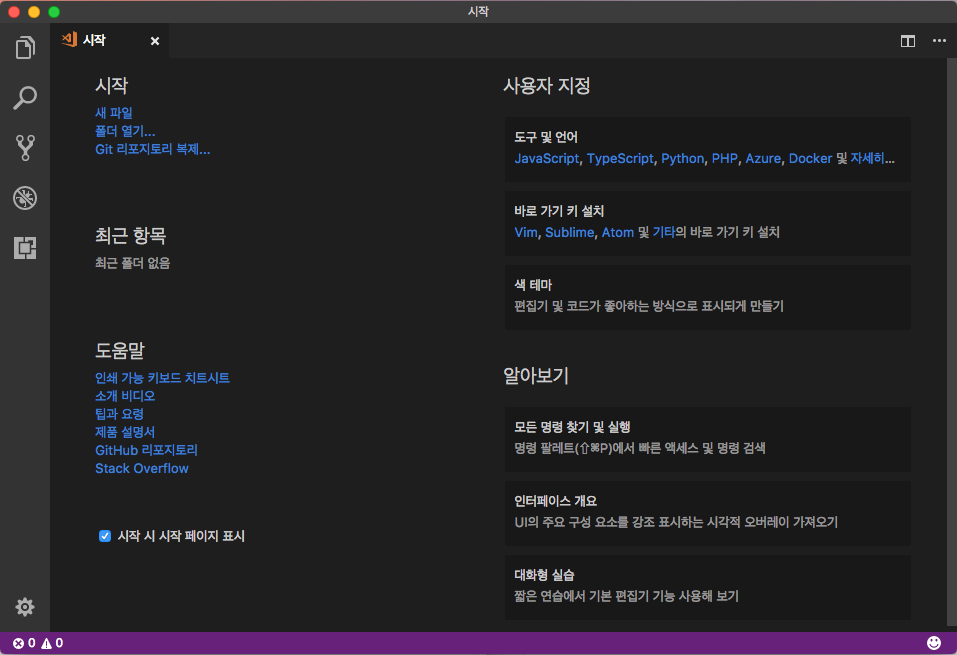 시작
시작
시작
새 파일
폴더 열기...
Git 리포지토리 복제...
최근 항목
최근 폴더 없음
도움말
인쇄 가능 키보드 치트시트
소개 비디오
팁과 요령
제품 설명서
GitHub 리포지토리
Stack Overflow
시작 시 시작 페이지 표시
사용자 지정
도구 및 언어
JavaScript, TypeScript, Python, PHP, Azure, Docker 및 자세히...
바로 가기 키 설치
Vim, Sublime, Atom 및 기타의 바로 가기 키 설치
색 테마
편집기 및 코드가 좋아하는 방식으로 표시되게 만들기
알아보기
모든 명령 찾기 및 실행
명령 팔레트(⇧⌘P)에서 빠른 액세스 및 명령 검색
인터페이스 개요
UI의 주요 구성 요소를 강조 표시하는 시각적 오버레이 가져오기
대화형 실습
짧은 연습에서 기본 편집기 기능 사용해 보기
0 0